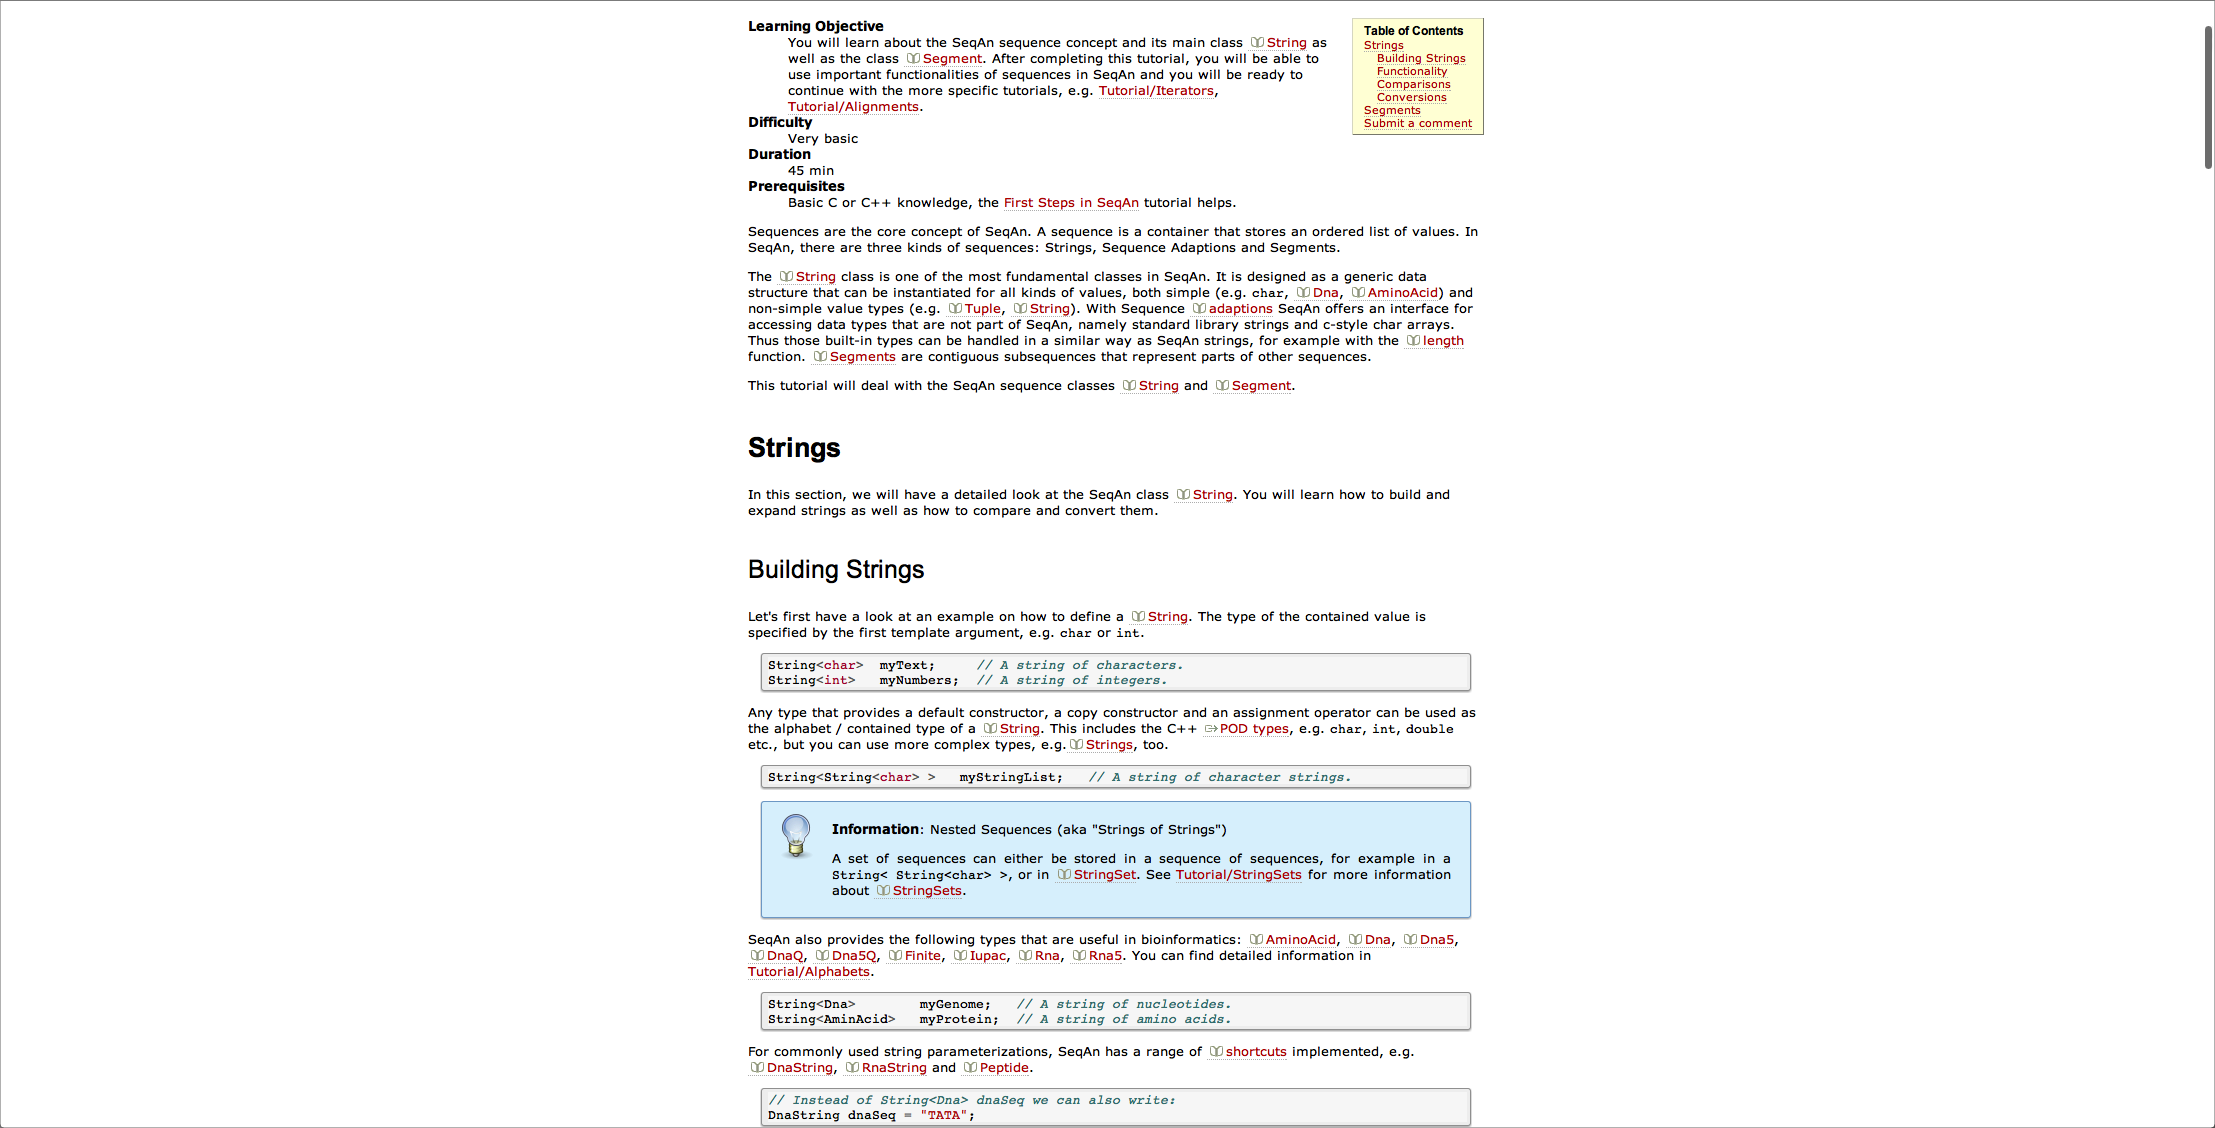 Learning Objective
You will learn about the SeqAn sequence concept and its main class String as
well as the class Segment. After completing this tutorial, you will be able to
use important functionalities of sequences in SeqAn and you will be ready to
continue with the more specific tutorials, e.g. Tutorial/Iterators,
Tutorial/Alignments.
Difficulty
Very basic
Duration
45 min
Prerequisites
Basic C or C++ knowledge, the First Steps in SeqAn tutorial helps.
Table of Contents
Strings
Building Strings
Functionality
Comparisons
Conversions
Segments
Submit a comment
Sequences are the core concept of SeqAn. A sequence is a container that stores an ordered list of values. In
SeqAn, there are three kinds of sequences: Strings, Sequence Adaptions and Segments.
The String class is one of the most fundamental classes in SeqAn. It is designed as a generic data
structure that can be instantiated for all kinds of values, both simple (e.g. char, Dna, AminoAcid) and
non-simple value types (e.g. Tuple, String). With Sequence adaptions SeqAn offers an interface for
accessing data types that are not part of SeqAn, namely standard library strings and c-style char arrays.
Thus those built-in types can be handled in a similar way as SeqAn strings, for example with the length
function. Segments are contiguous subsequences that represent parts of other sequences.
This tutorial will deal with the SeqAn sequence classes String and Segment.
Strings
In this section, we will have a detailed look at the SeqAn class String. You will learn how to build and
expand strings as well as how to compare and convert them.
Building Strings
Let's first have a look at an example on how to define a String. The type of the contained value is
specified by the first template argument, e.g. char or int.
String<char>  myText;     // A string of characters.
String<int>   myNumbers;  // A string of integers.
Any type that provides a default constructor, a copy constructor and an assignment operator can be used as
the alphabet / contained type of a String. This includes the C++ POD types, e.g. char, int, double
etc., but you can use more complex types, e.g. Strings, too.
String<String<char> >   myStringList;   // A string of character strings.
Information: Nested Sequences (aka "Strings of Strings")
A set of sequences can either be stored in a sequence of sequences, for example in a
String< String<char> >, or in StringSet. See Tutorial/StringSets for more information
about StringSets.
SeqAn also provides the following types that are useful in bioinformatics: AminoAcid, Dna, Dna5,
DnaQ, Dna5Q, Finite, Iupac, Rna, Rna5. You can find detailed information in
Tutorial/Alphabets.
String<Dna>        myGenome;   // A string of nucleotides.
String<AminAcid>   myProtein;  // A string of amino acids.
For commonly used string parameterizations, SeqAn has a range of shortcuts implemented, e.g.
DnaString, RnaString and Peptide.
// Instead of String<Dna> dnaSeq we can also write:
DnaString dnaSeq = "TATA";